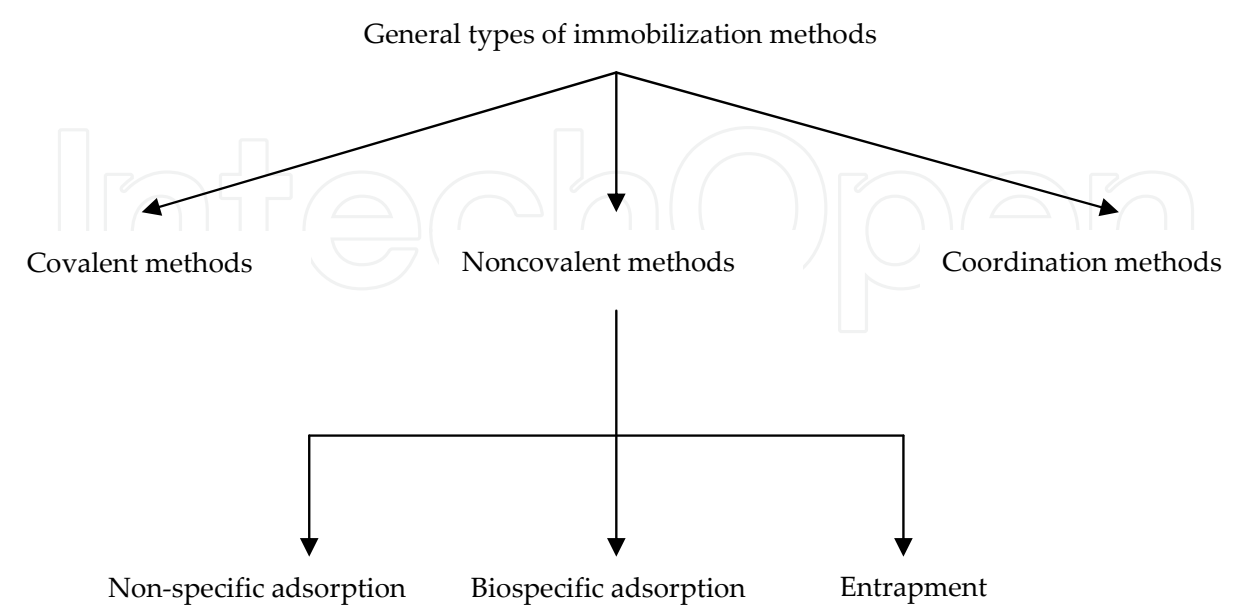 General types of immobilization methods
IntechOpen
Covalent methods
Noncovalent methods
Coordination methods
Non-specific adsorption
Biospecific adsorption
Entrapment